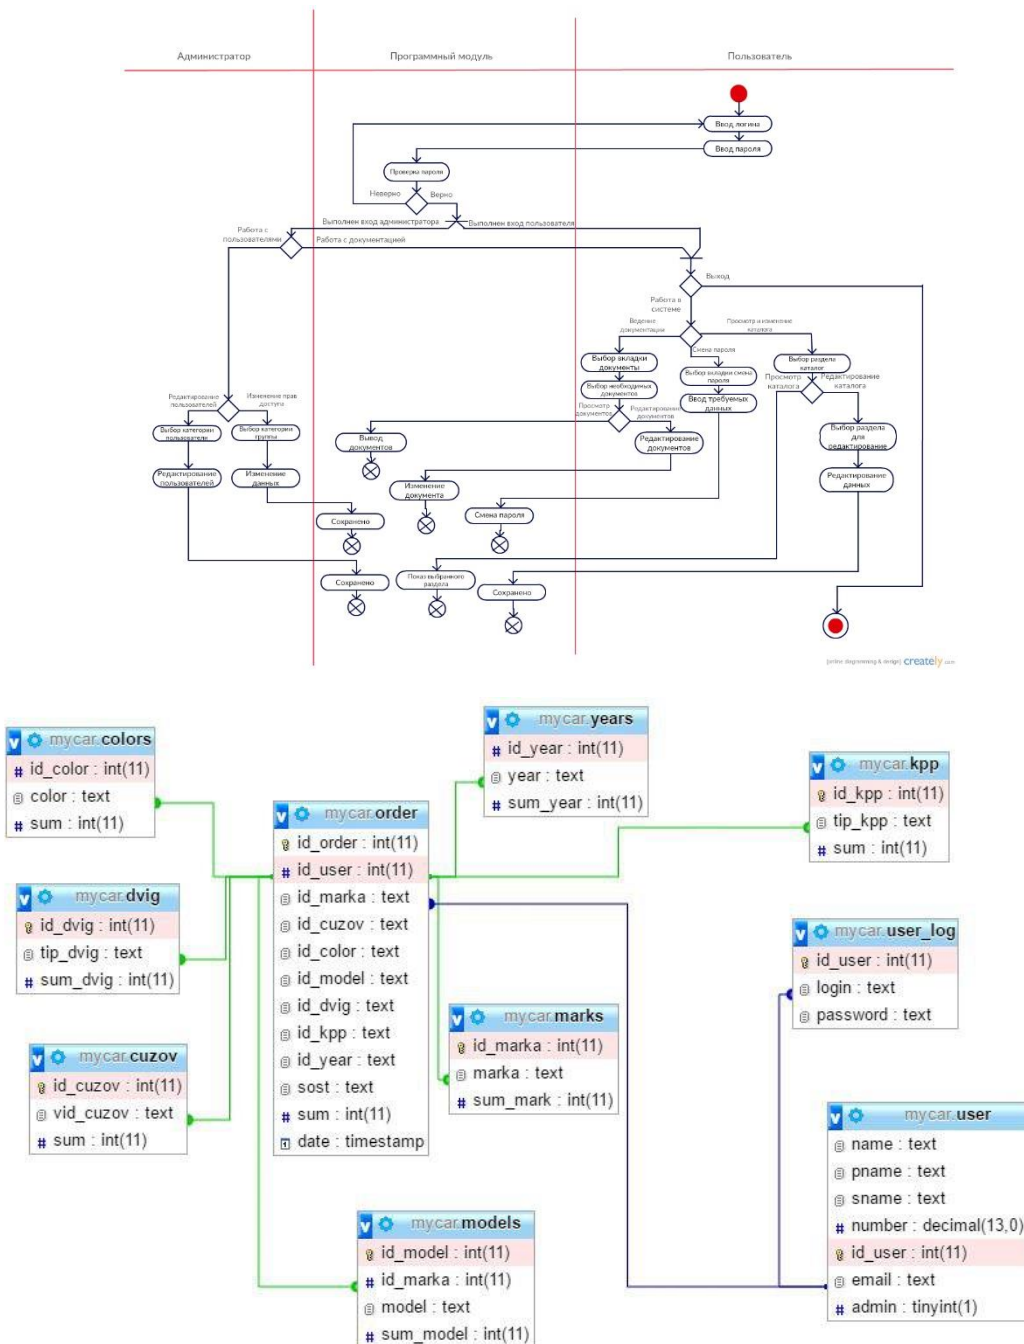 Администратор
Программный модуль
Пользователь
Ввод логина
Ввод пароля
Проверка пароля
Неверно
Верно
Выполнен вход администратора
Выполнен вход пользователя
Работа с
пользователями
Работа с документацией
Выход
Работа в
системе
Ведение
документации
Просмотр и изменение
каталога
Смена пароля
Выбор вкладки
документы
Выбор вкладки смена
пароля
Выбор раздела
каталог
Выбор необходимых
документов
Ввод требуемых
данных
Просмотр
каталога
Редактирование
каталога
Редактирование
пользователей
Изменение прав
доступа
Просмотр
документов
Редактирование
документов
Выбор категории
пользователя
Выбор категории
группы
Вывод
документов
Редактирование
документов
Выбор раздела
для
редактирование
Редактирование
пользователей
Изменение
данных
Изменение
документа
Редактирование
данных
Сохранено
Смена пароля
Сохранено
Показ выбранного
раздела
Сохранено
creately
mycar.colors
id_color : int(11)
color : text
sum : int(11)
mycar.years
id_year : int(11)
year : text
sum_year : int(11)
mycar.kpp
id_kpp : int(11)
tip_kpp : text
sum : int(11)
mycar.order
id_order : int(11)
id_user : int(11)
id_marka : text
id_cuzov : text
id_color : text
id_model : text
id_dvig : text
id_kpp : text
id_year : text
sost : text
sum : int(11)
date : timestamp
mycar.dvig
id_dvig : int(11)
tip_dvig : text
sum_dvig : int(11)
mycar.user_log
id_user : int(11)
login : text
password : text
mycar.marks
id_marka : int(11)
marka : text
sum_mark : int(11)
mycar.cuzov
id_cuzov : int(11)
vid_cuzov : text
sum : int(11)
mycar.user
name : text
pname : text
sname : text
number : decimal(13,0)
id_user : int(11)
email : text
admin : tinyint(1)
mycar.models
id_model : int(11)
id_marka : int(11)
model : text
sum_model : int(11)